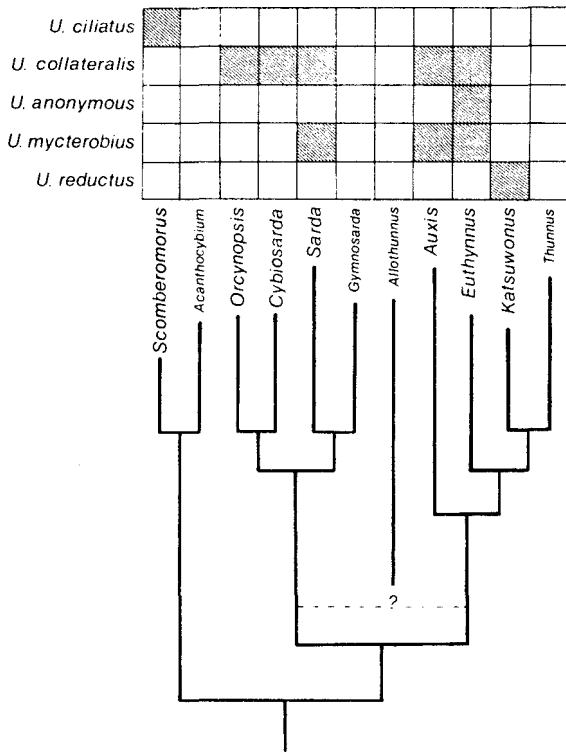 U. ciliatus
U. collateralis
U. anonymous
U. mycterobius
U. reductus
Scomberomorus
Acanthocybium
Orcynopsis
Cybiosarda
Sarda
Gymnosarda
Allothunnus
Auxis
Euthynnus
Katsuwonus
Thunnus
?